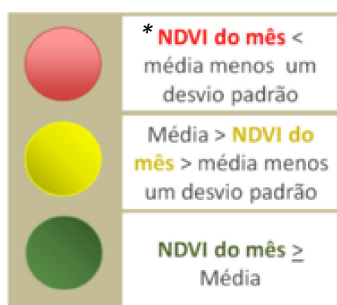 * NDVI do mês <
média menos um
desvio padrão
Média > NDVI do
mês > média menos
um desvio padrão
NDVI do mês ≥
Média